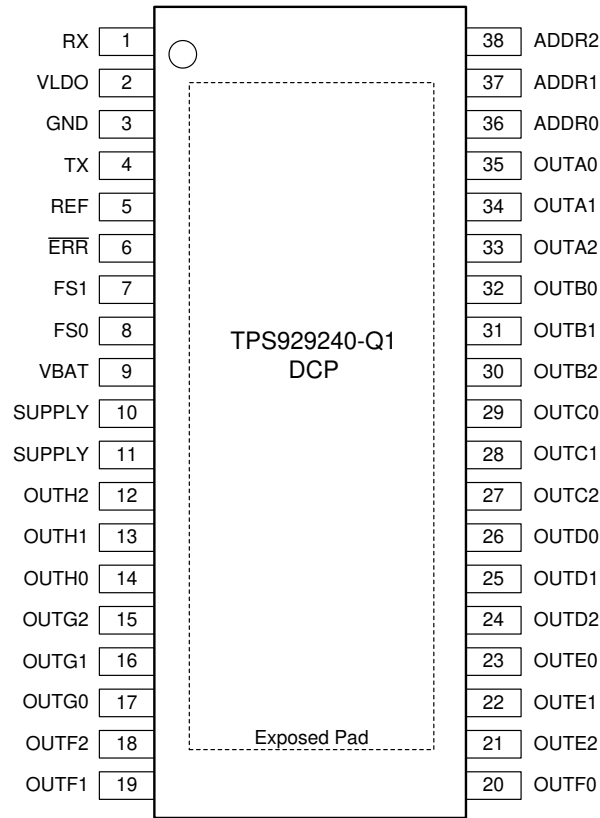 RX 1 38 ADDR2
VLDO 2 37 ADDR1
GND 3 36 ADDR0
TX 4 35 OUTA0
REF 5 34 OUTA1
E̅R̅R̅ 6 33 OUTA2
FS1 7 32 OUTB0
FS0 8 31 OUTB1
TPS929240-Q1
DCP
VBAT 9 30 OUTB2
SUPPLY 10 29 OUTC0
SUPPLY 11 28 OUTC1
OUTH2 12 27 OUTC2
OUTH1 13 26 OUTD0
OUTH0 14 25 OUTD1
OUTG2 15 24 OUTD2
OUTG1 16 23 OUTE0
OUTG0 17 22 OUTE1
OUTF2 18 Exposed Pad 21 OUTE2
OUTF1 19 20 OUTF0